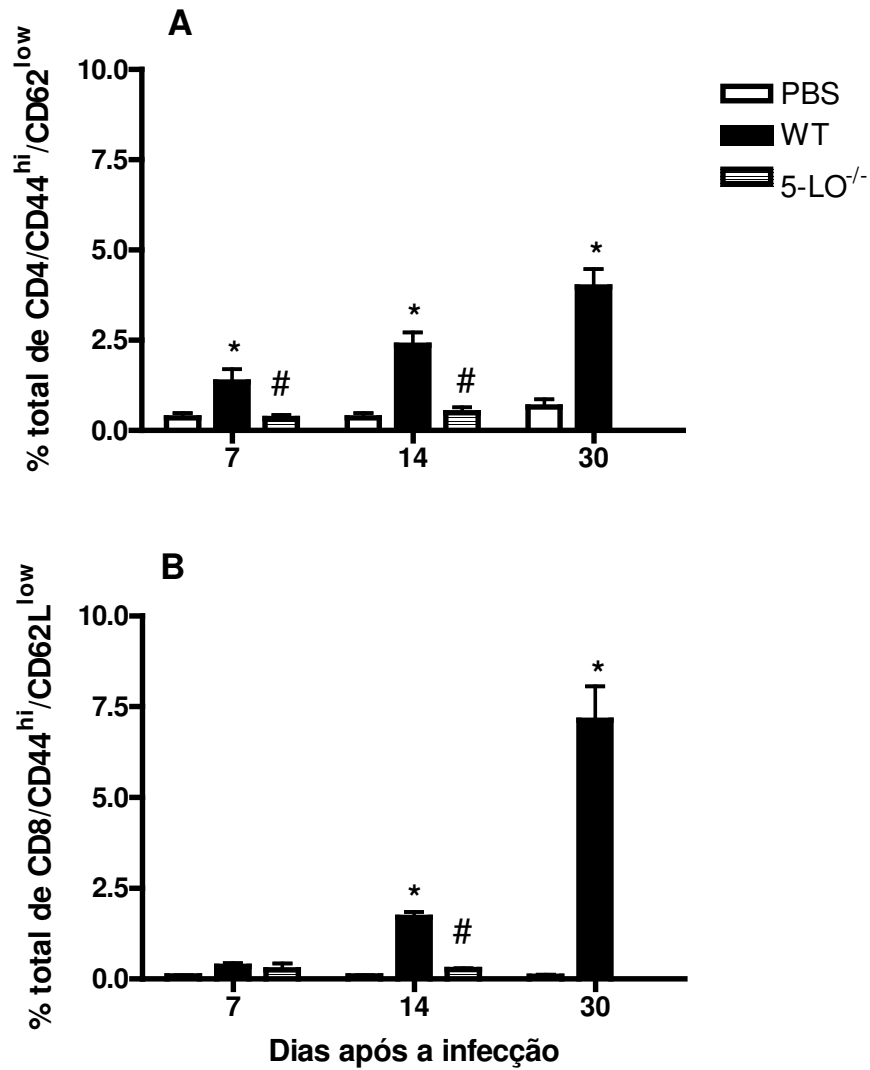 A
% total de CD4/CD44hi/CD62low
10.0
7.5
5.0
2.5
0.0
* # * # *
7 14 30
PBS
WT
5-LO-/-
B
% total de CD8/CD44hi/CD62Llow
10.0
7.5
5.0
2.5
0.0
* # *
7 14 30
Dias após a infecção